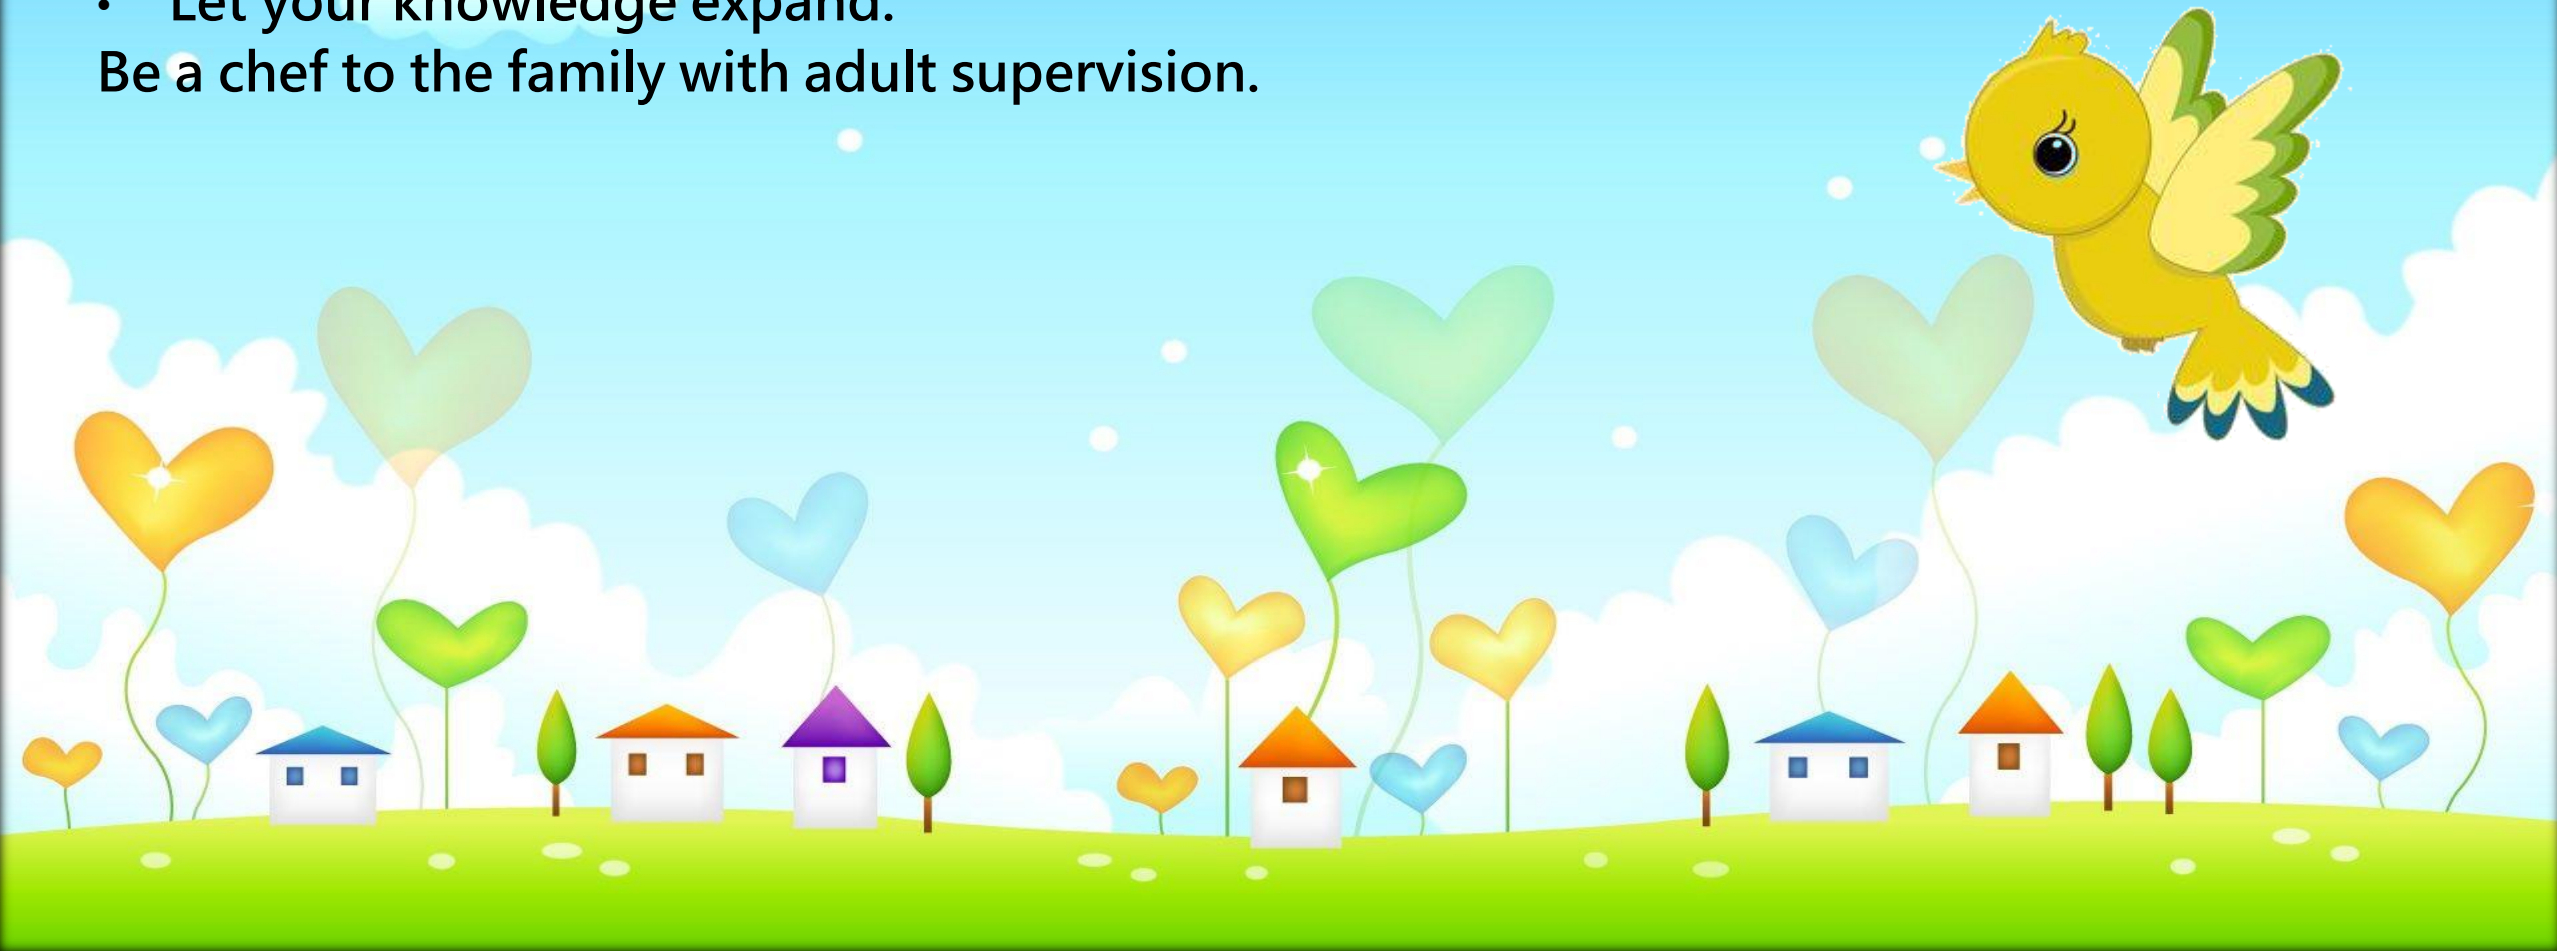 • Let your knowledge expand.
Be a chef to the family with adult supervision.